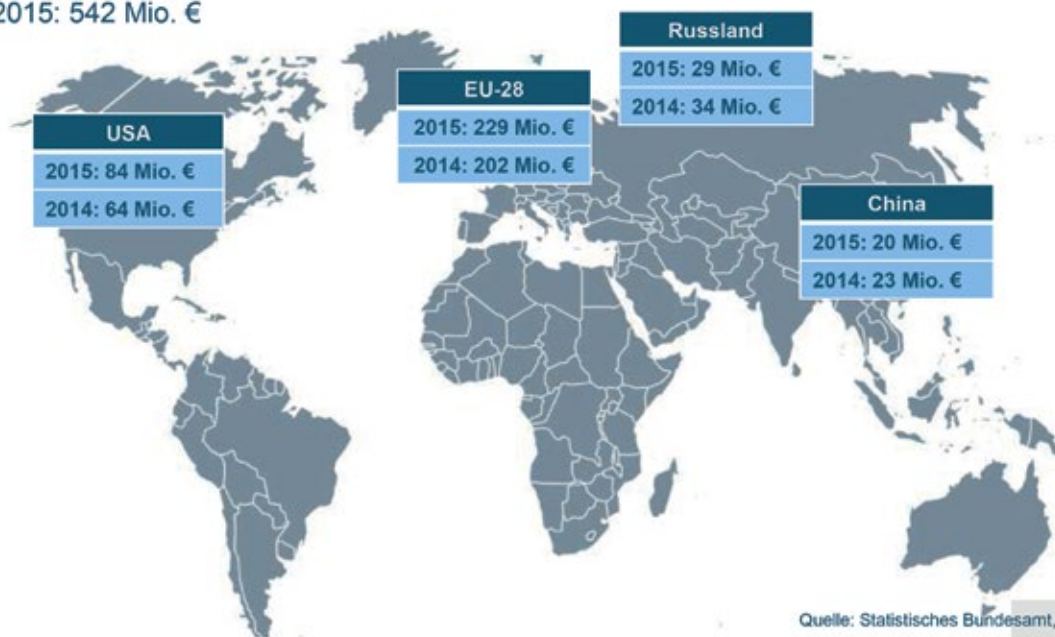 2015: 542 Mio. €
Russland
2015: 29 Mio. €
2014: 34 Mio. €
EU-28
2015: 229 Mio. €
2014: 202 Mio. €
USA
2015: 84 Mio. €
2014: 64 Mio. €
China
2015: 20 Mio. €
2014: 23 Mio. €
Quelle: Statistisches Bundesamt,